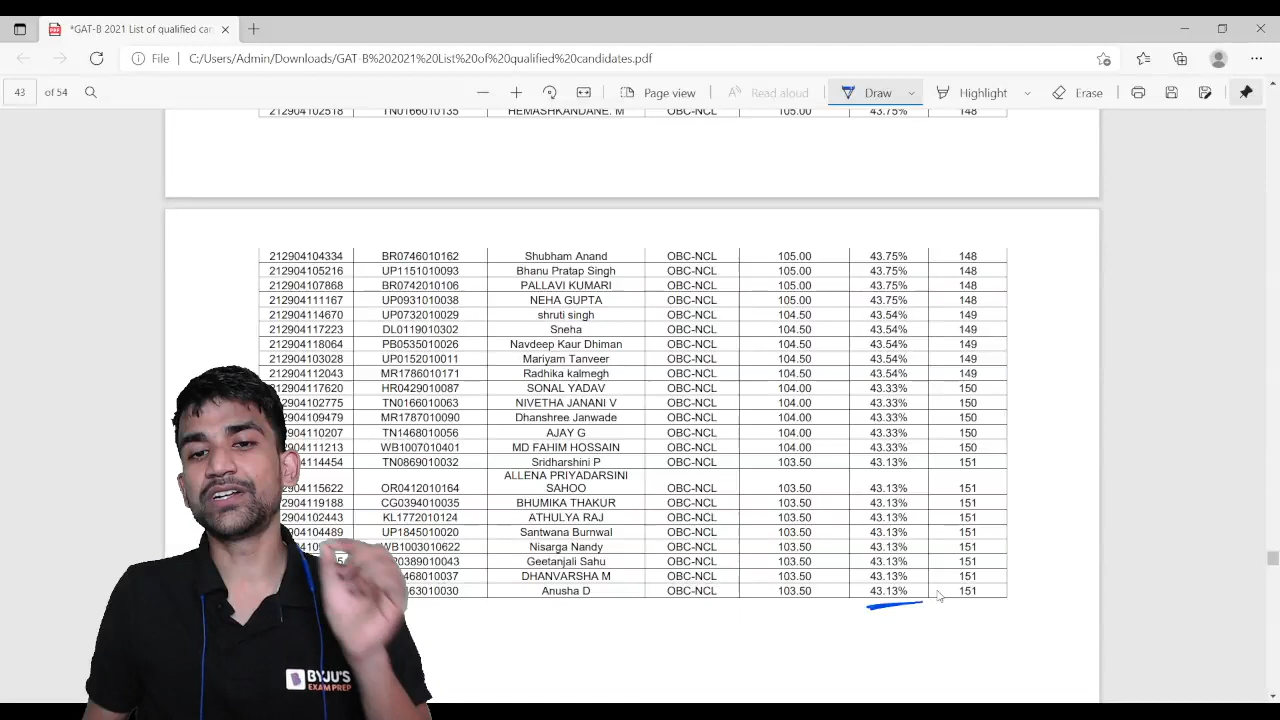 *GAT-B 2021 List of qualified can
File C:/Users/Admin/Downloads/GAT-B%202021%20List%20of%20qualified%20candidates.pdf
43 of 54 Page view Read aloud Draw Highlight Erase
212904102518 TN0166010135 HEMASHKANDANE. M OBC-NCL 105.00 43.75% 148
212904104334 BR0746010162 Shubham Anand OBC-NCL 105.00 43.75% 148
212904105216 UP1151010093 Bhanu Pratap Singh OBC-NCL 105.00 43.75% 148
212904107868 BR0742010106 PALLAVI KUMARI OBC-NCL 105.00 43.75% 148
212904111167 UP0931010038 NEHA GUPTA OBC-NCL 105.00 43.75% 148
212904114670 UP0732010029 shruti singh OBC-NCL 104.50 43.54% 149
212904117223 DL0119010302 Sneha OBC-NCL 104.50 43.54% 149
212904118064 PB0535010026 Navdeep Kaur Dhiman OBC-NCL 104.50 43.54% 149
212904103028 UP0152010011 Mariyam Tanveer OBC-NCL 104.50 43.54% 149
212904112043 MR1786010171 Radhika kalmegh OBC-NCL 104.50 43.54% 149
212904117620 HR0429010087 SONAL YADAV OBC-NCL 104.00 43.33% 150
212904102775 TN0166010063 NIVETHA JANANI V OBC-NCL 104.00 43.33% 150
2904109479 MR1787010090 Dhanshree Janwade OBC-NCL 104.00 43.33% 150
904110207 TN1468010056 AJAY G OBC-NCL 104.00 43.33% 150
2904111213 WB1007010401 MD FAHIM HOSSAIN OBC-NCL 104.00 43.33% 150
2904114454 TN0869010032 Sridharshini P OBC-NCL 103.50 43.13% 151
ALLENA PRIYADARSINI
2904115622 OR0412010164 SAHOO OBC-NCL 103.50 43.13% 151
2904119188 CG0394010035 BHUMIKA THAKUR OBC-NCL 103.50 43.13% 151
2904102443 KL1772010124 ATHULYA RAJ OBC-NCL 103.50 43.13% 151
2904104489 UP1845010020 Santwana Burnwal OBC-NCL 103.50 43.13% 151
WB1003010622 Nisarga Nandy OBC-NCL 103.50 43.13% 151
0389010043 Geetanjali Sahu OBC-NCL 103.50 43.13% 151
468010037 DHANVARSHA M OBC-NCL 103.50 43.13% 151
63010030 Anusha D OBC-NCL 103.50 43.13% 151
BYJU'S
EXAM PREP